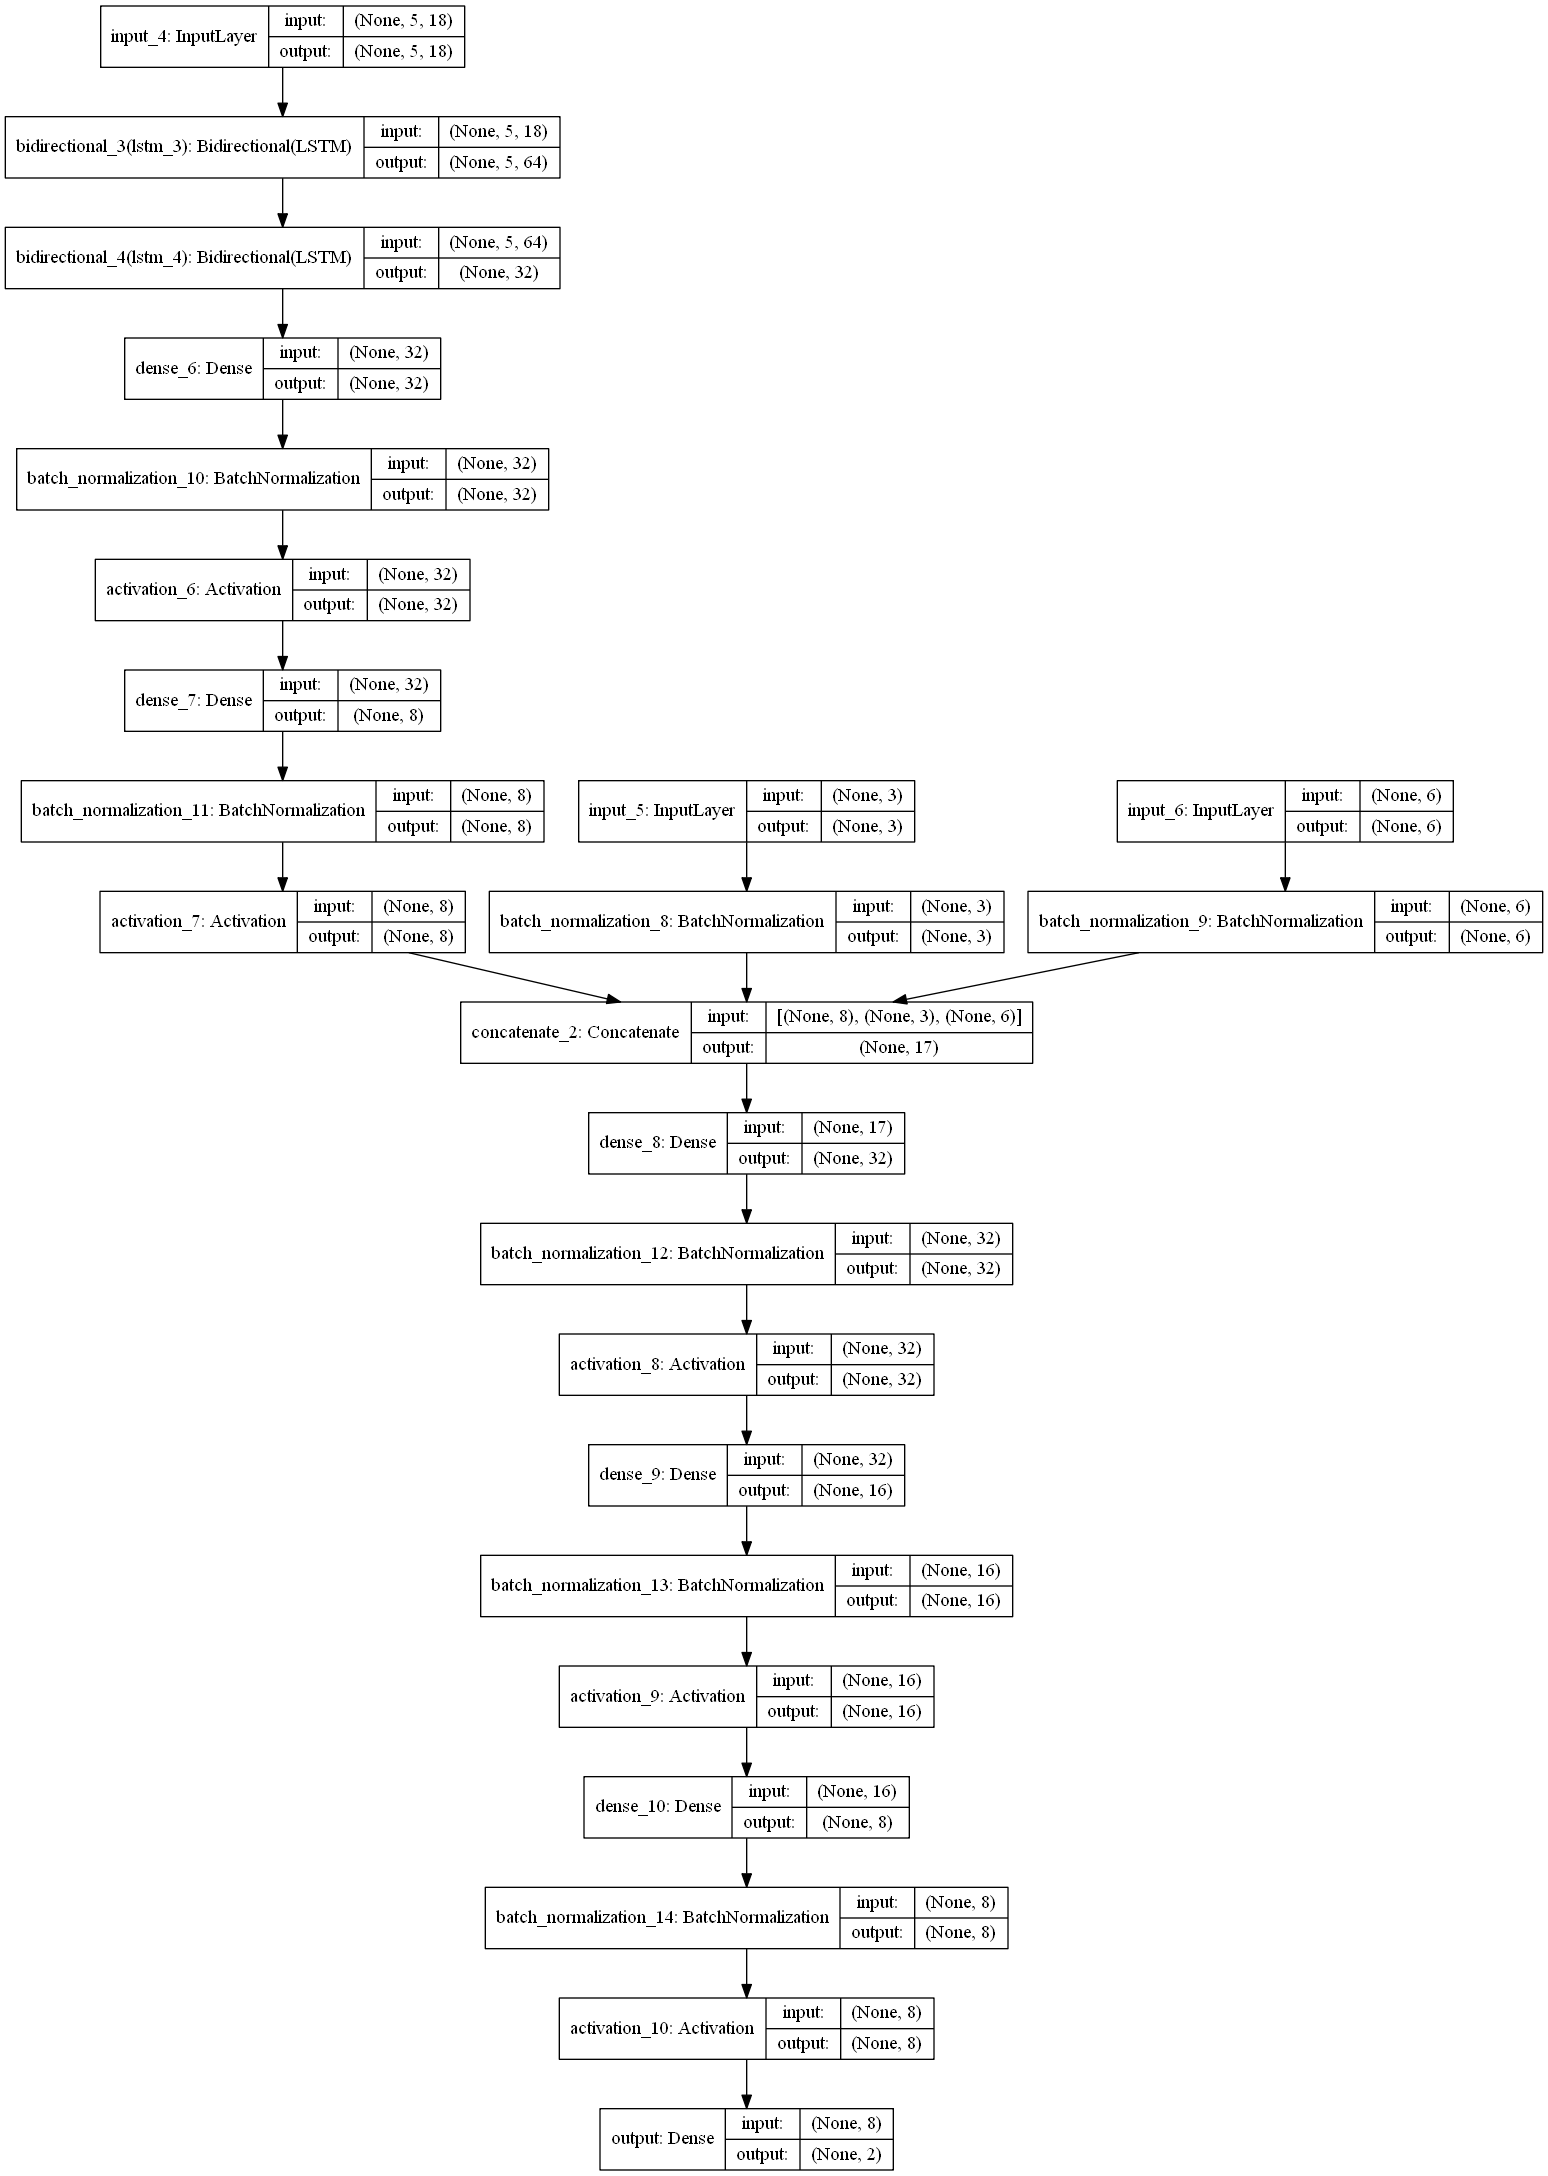 input_4: InputLayer
input: (None, 5, 18)
output: (None, 5, 18)
bidirectional_3(lstm_3): Bidirectional(LSTM)
input: (None, 5, 18)
output: (None, 5, 64)
bidirectional_4(lstm_4): Bidirectional(LSTM)
input: (None, 5, 64)
output: (None, 32)
dense_6: Dense
input: (None, 32)
output: (None, 32)
batch_normalization_10: BatchNormalization
input: (None, 32)
output: (None, 32)
activation_6: Activation
input: (None, 32)
output: (None, 32)
dense_7: Dense
input: (None, 32)
output: (None, 8)
batch_normalization_11: BatchNormalization
input: (None, 8)
output: (None, 8)
input_5: InputLayer
input: (None, 3)
output: (None, 3)
input_6: InputLayer
input: (None, 6)
output: (None, 6)
activation_7: Activation
input: (None, 8)
output: (None, 8)
batch_normalization_8: BatchNormalization
input: (None, 3)
output: (None, 3)
batch_normalization_9: BatchNormalization
input: (None, 6)
output: (None, 6)
concatenate_2: Concatenate
input: [(None, 8), (None, 3), (None, 6)]
output: (None, 17)
dense_8: Dense
input: (None, 17)
output: (None, 32)
batch_normalization_12: BatchNormalization
input: (None, 32)
output: (None, 32)
activation_8: Activation
input: (None, 32)
output: (None, 32)
dense_9: Dense
input: (None, 32)
output: (None, 16)
batch_normalization_13: BatchNormalization
input: (None, 16)
output: (None, 16)
activation_9: Activation
input: (None, 16)
output: (None, 16)
dense_10: Dense
input: (None, 16)
output: (None, 8)
batch_normalization_14: BatchNormalization
input: (None, 8)
output: (None, 8)
activation_10: Activation
input: (None, 8)
output: (None, 8)
output: Dense
input: (None, 8)
output: (None, 2)